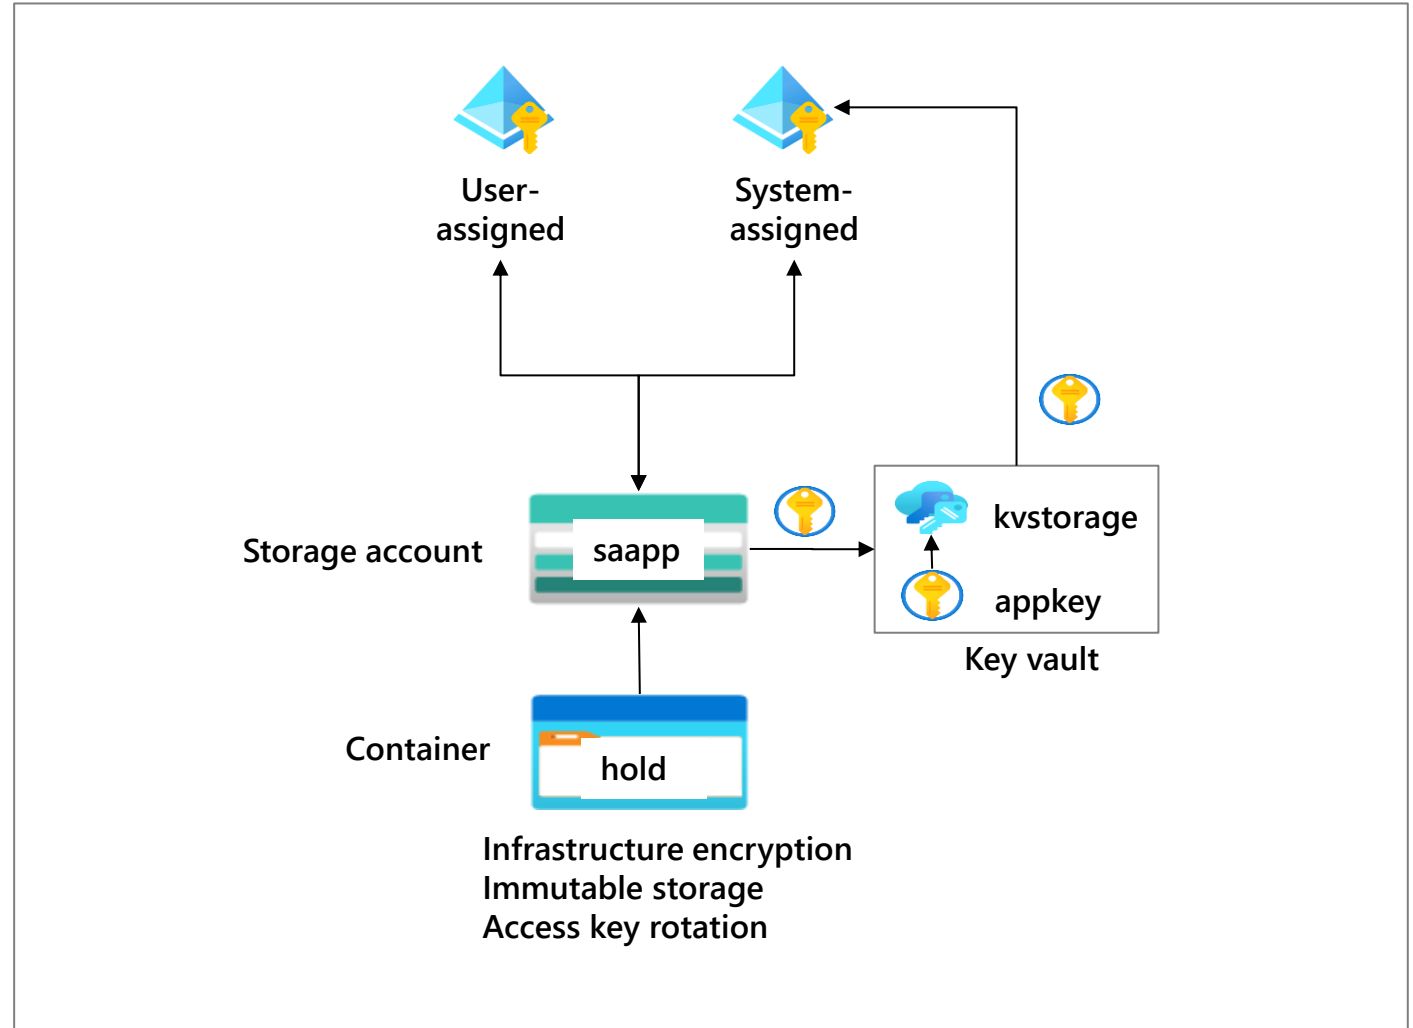 User-
assigned
System-
assigned
kvstorage
Storage account
saapp
appkey
Key vault
Container
hold
Infrastructure encryption
Immutable storage
Access key rotation